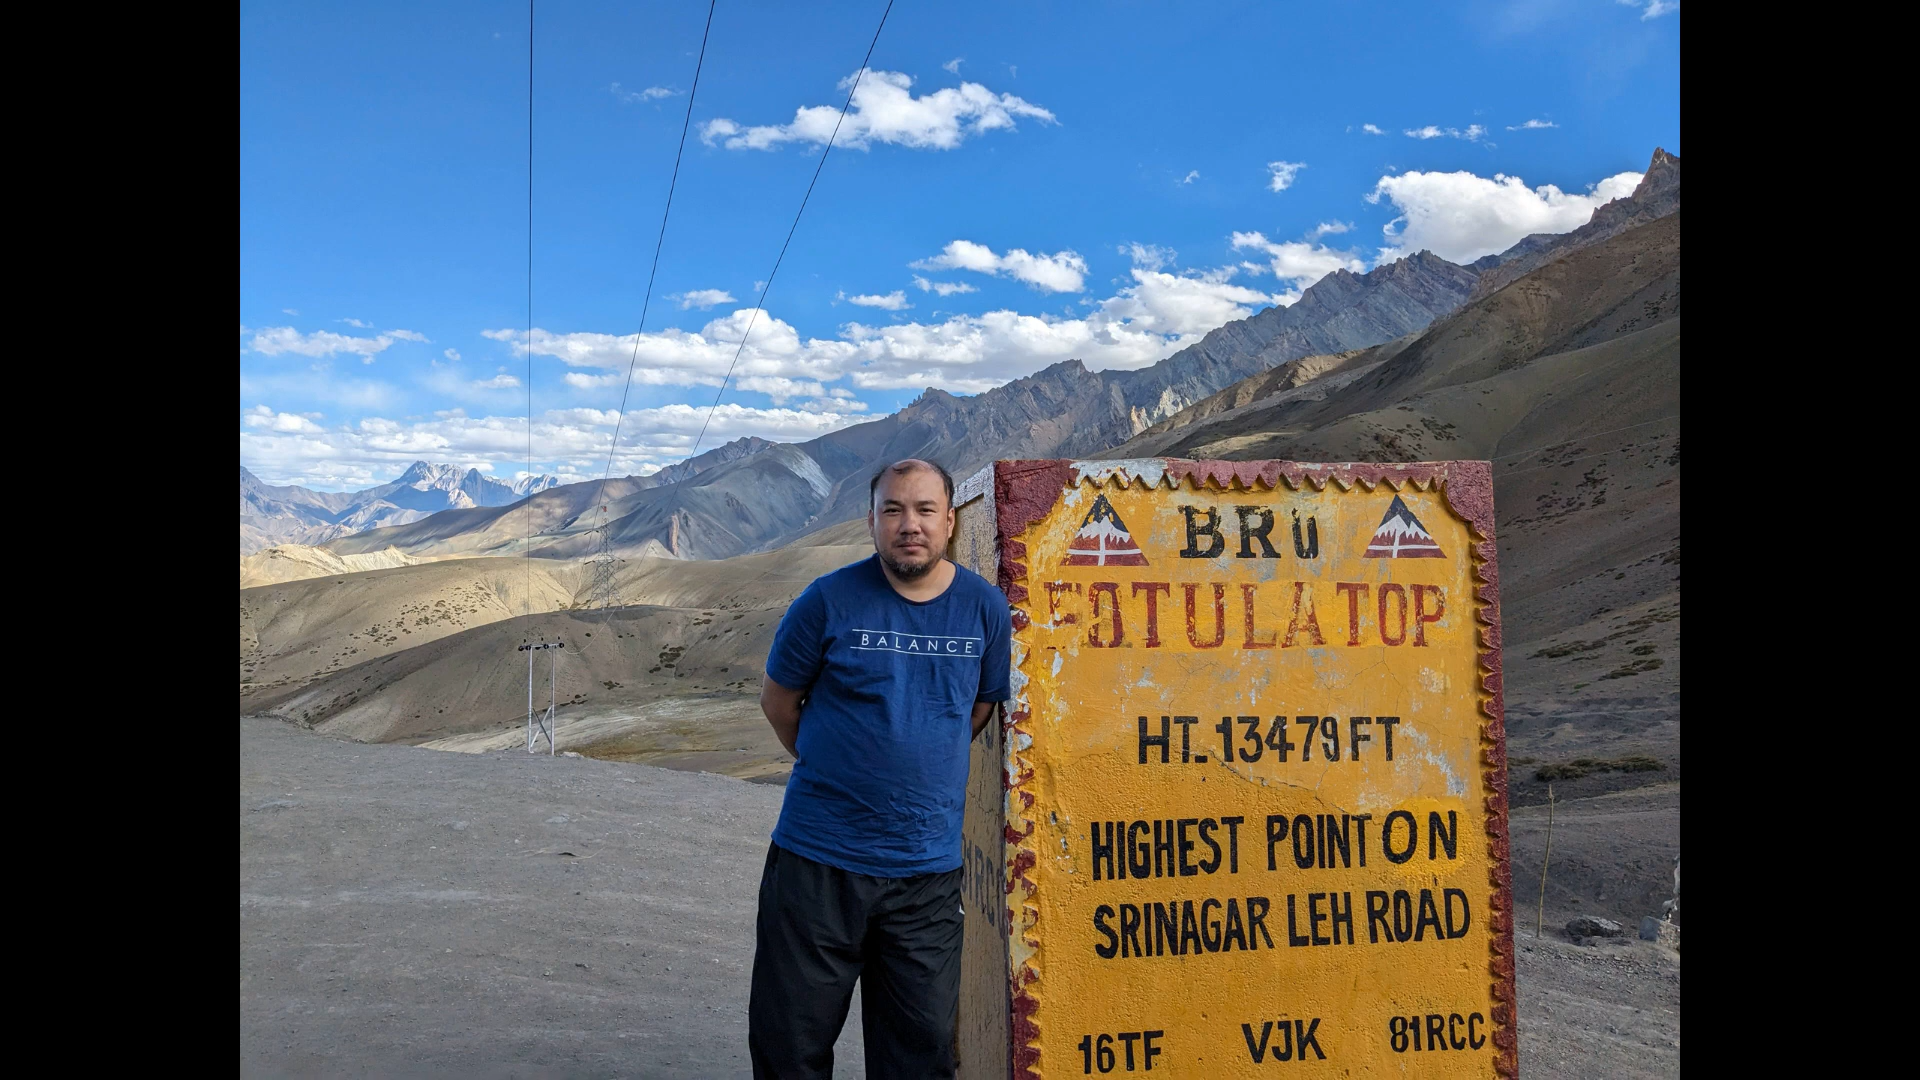 BALANCE
BRO
FOTULA TOP
HT. 13479 FT
HIGHEST POINT ON
SRINAGAR LEH ROAD
16TF VJK 81RCC